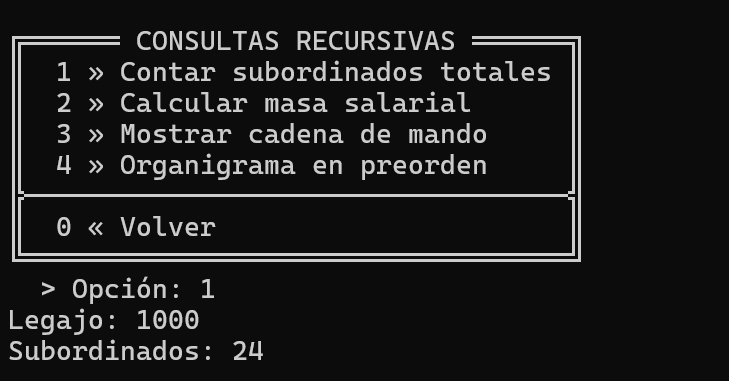 CONSULTAS RECURSIVAS
1 » Contar subordinados totales
2 » Calcular masa salarial
3 » Mostrar cadena de mando
4 » Organigrama en preorden
0 « Volver
> Opción: 1
Legajo: 1000
Subordinados: 24